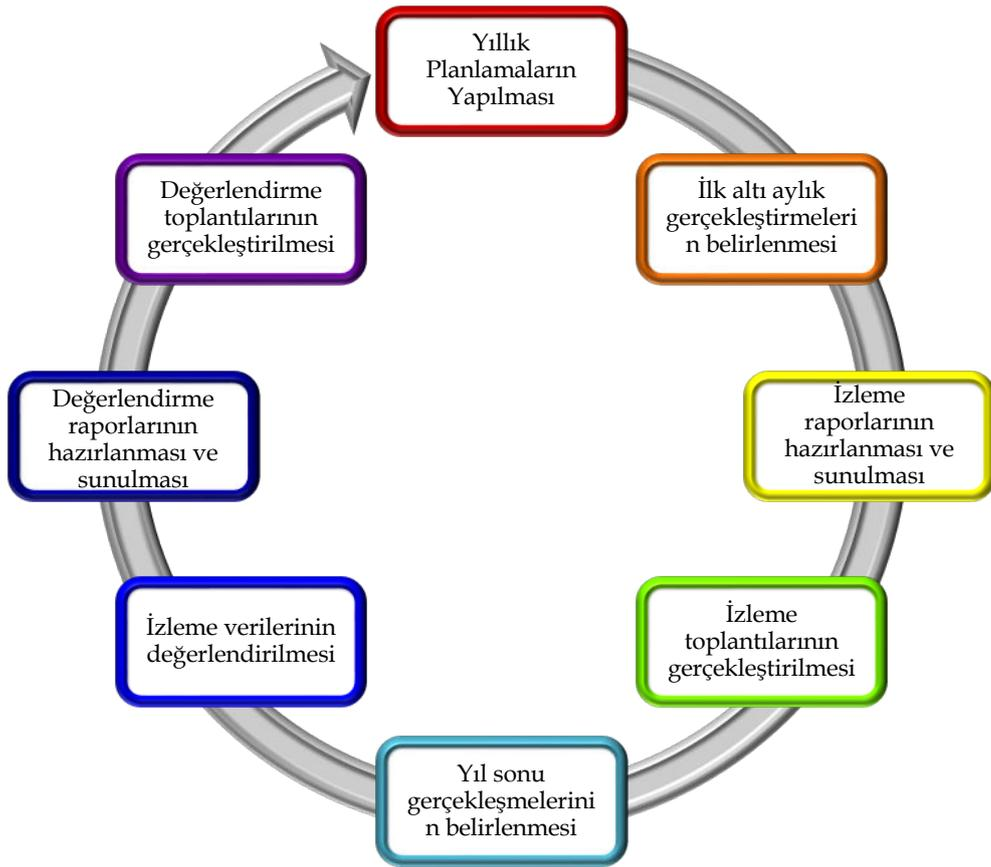 Yıllık
Planlamaların
Yapılması
İlk altı aylık
gerçekleştirmeleri
n belirlenmesi
İzleme
raporlarının
hazırlanması ve
sunulması
İzleme
toplantılarının
gerçekleştirilmesi
Yıl sonu
gerçekleşmelerini
n belirlenmesi
İzleme verilerinin
değerlendirilmesi
Değerlendirme
raporlarının
hazırlanması ve
sunulması
Değerlendirme
toplantılarının
gerçekleştirilmesi